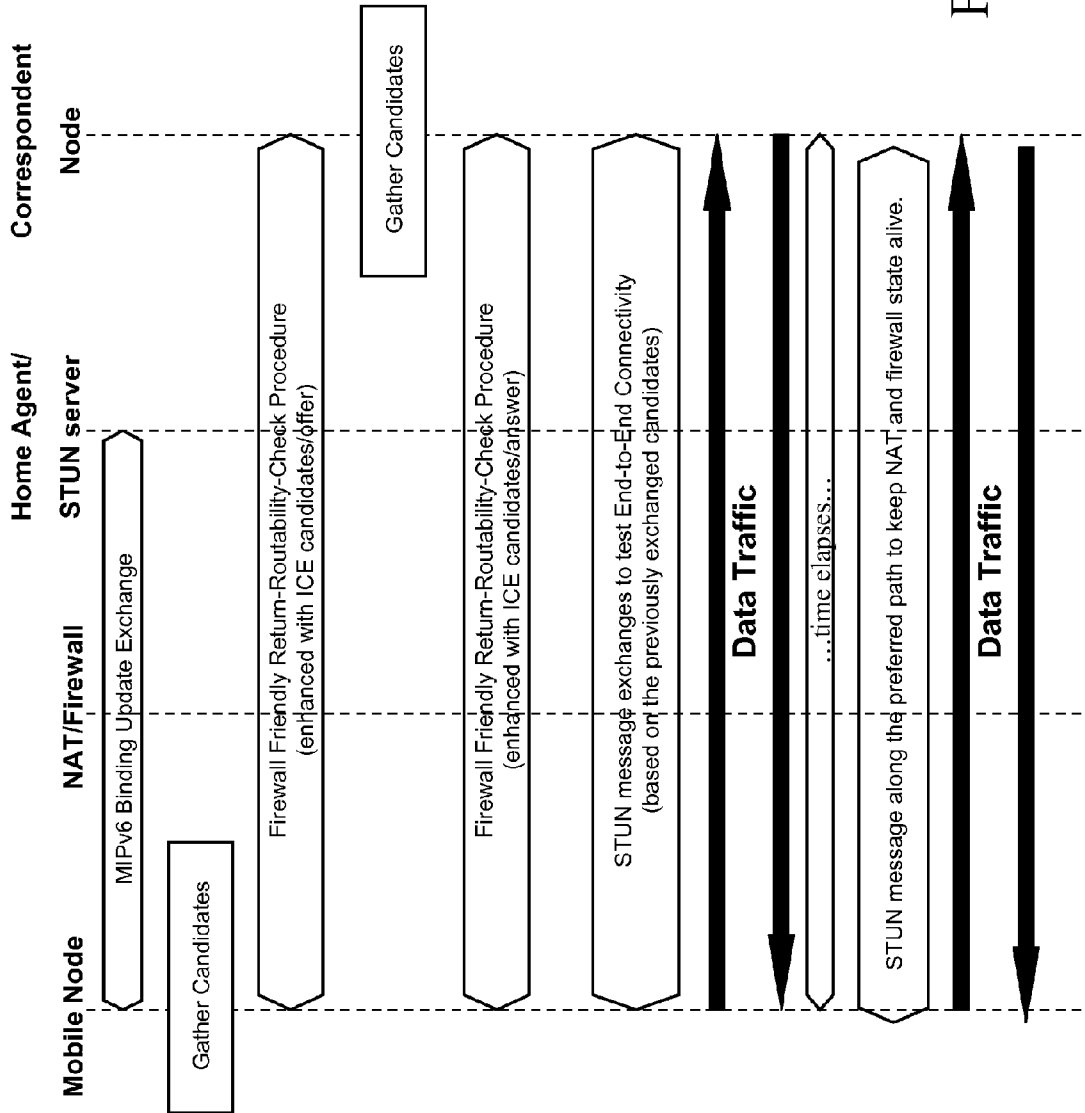 Home Agent/
Correspondent
Mobile Node
NAT/Firewall
STUN server
Node
MIPv6 Binding Update Exchange
Gather Candidates
Firewall Friendly Return-Routability-Check Procedure
(enhanced with ICE candidates/offer)
Gather Candidates
Firewall Friendly Return-Routability-Check Procedure
(enhanced with ICE candidates/answer)
STUN message exchanges to test End-to-End Connectivity
(based on the previously exchanged candidates)
Data Traffic
...time elapses...
STUN message along the preferred path to keep NAT and firewall state alive.
Data Traffic